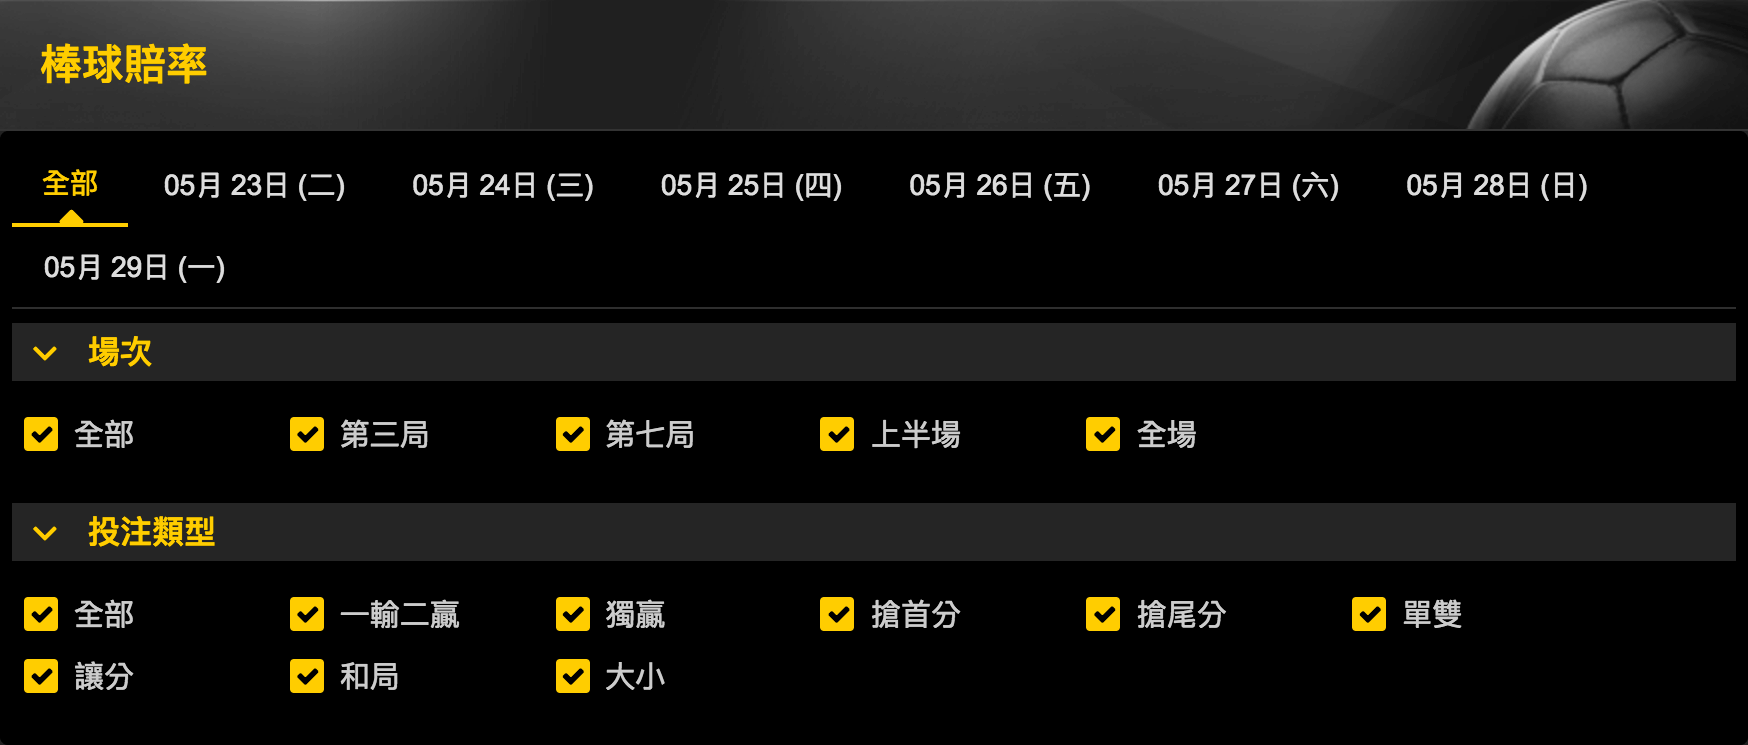 棒球賠率
全部 05月 23日 (二) 05月 24日 (三) 05月 25日 (四) 05月 26日 (五) 05月 27日 (六) 05月 28日 (日)
05月 29日 (一)
場次
全部 第三局 第七局 上半場 全場
投注類型
全部 一輸二贏 獨贏 搶首分 搶尾分 單雙
讓分 和局 大小